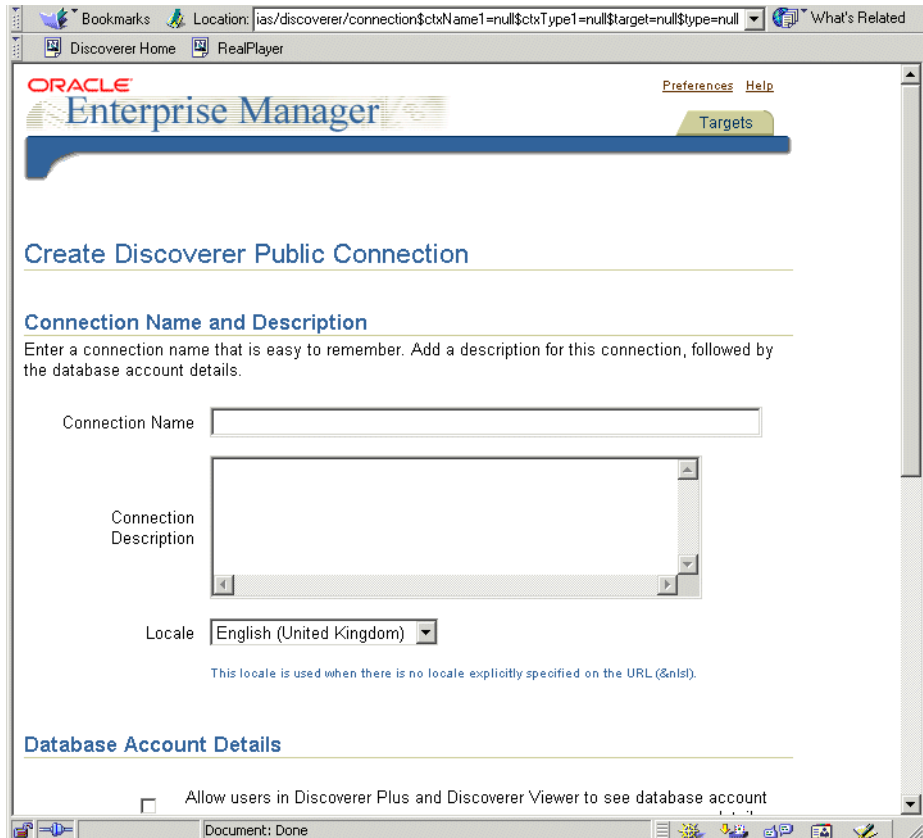 Bookmarks Location: ias/discoverer/connection$ctxName1=null$ctxType1=null$target=null$type=null What's Related
Discoverer Home RealPlayer
ORACLE
Enterprise Manager
Preferences Help
Targets
Create Discoverer Public Connection
Connection Name and Description
Enter a connection name that is easy to remember. Add a description for this connection, followed by
the database account details.
Connection Name
Connection
Description
Locale English (United Kingdom)
This locale is used when there is no locale explicitly specified on the URL (&nlsl).
Database Account Details
Allow users in Discoverer Plus and Discoverer Viewer to see database account
Document: Done